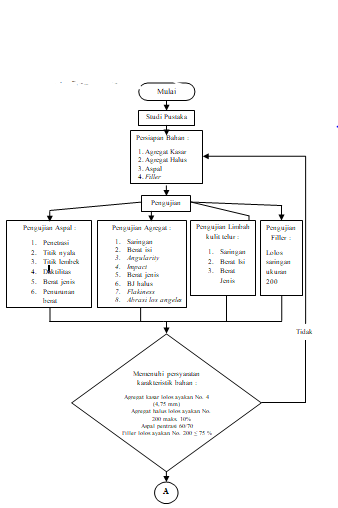 Mulai
Studi Pustaka
Persiapan Bahan :
1. Agregat Kasar
2. Agregat Halus
3. Aspal
4. Filler
Pengujian
Pengujian Aspal :
1. Penetrasi
2. Titik nyala
3. Titik lembek
4. Daktilitas
5. Berat jenis
6. Penurunan
berat
Pengujian Agregat :
1. Saringan
2. Berat isi
3. Angularity
4. Impact
5. Berat jenis
6. BJ halus
7. Flakiness
8. Abrasi los angeles
Pengujian Limbah
kulit telur :
1. Saringan
2. Berat Isi
3. Berat
Jenis
Pengujian
Filler :
Lolos
saringan
ukuran
200
Tidak
Memenuhi persyaratan
karakteristik bahan :
Agregat kasar lolos ayakan No. 4
(4,75 mm)
Agregat halus lolos ayakan No.
200 maks. 10%
Aspal pentrasi 60/70
Filler lolos ayakan No. 200 ≤ 75 %
A